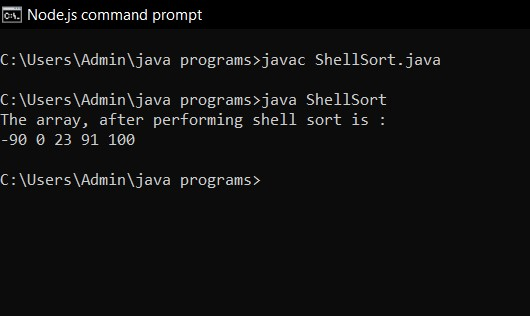 Node.js command prompt
C:\Users\Admin\java programs>javac ShellSort.java
C:\Users\Admin\java programs>java ShellSort
The array, after performing shell sort is :
-90 0 23 91 100
C:\Users\Admin\java programs>